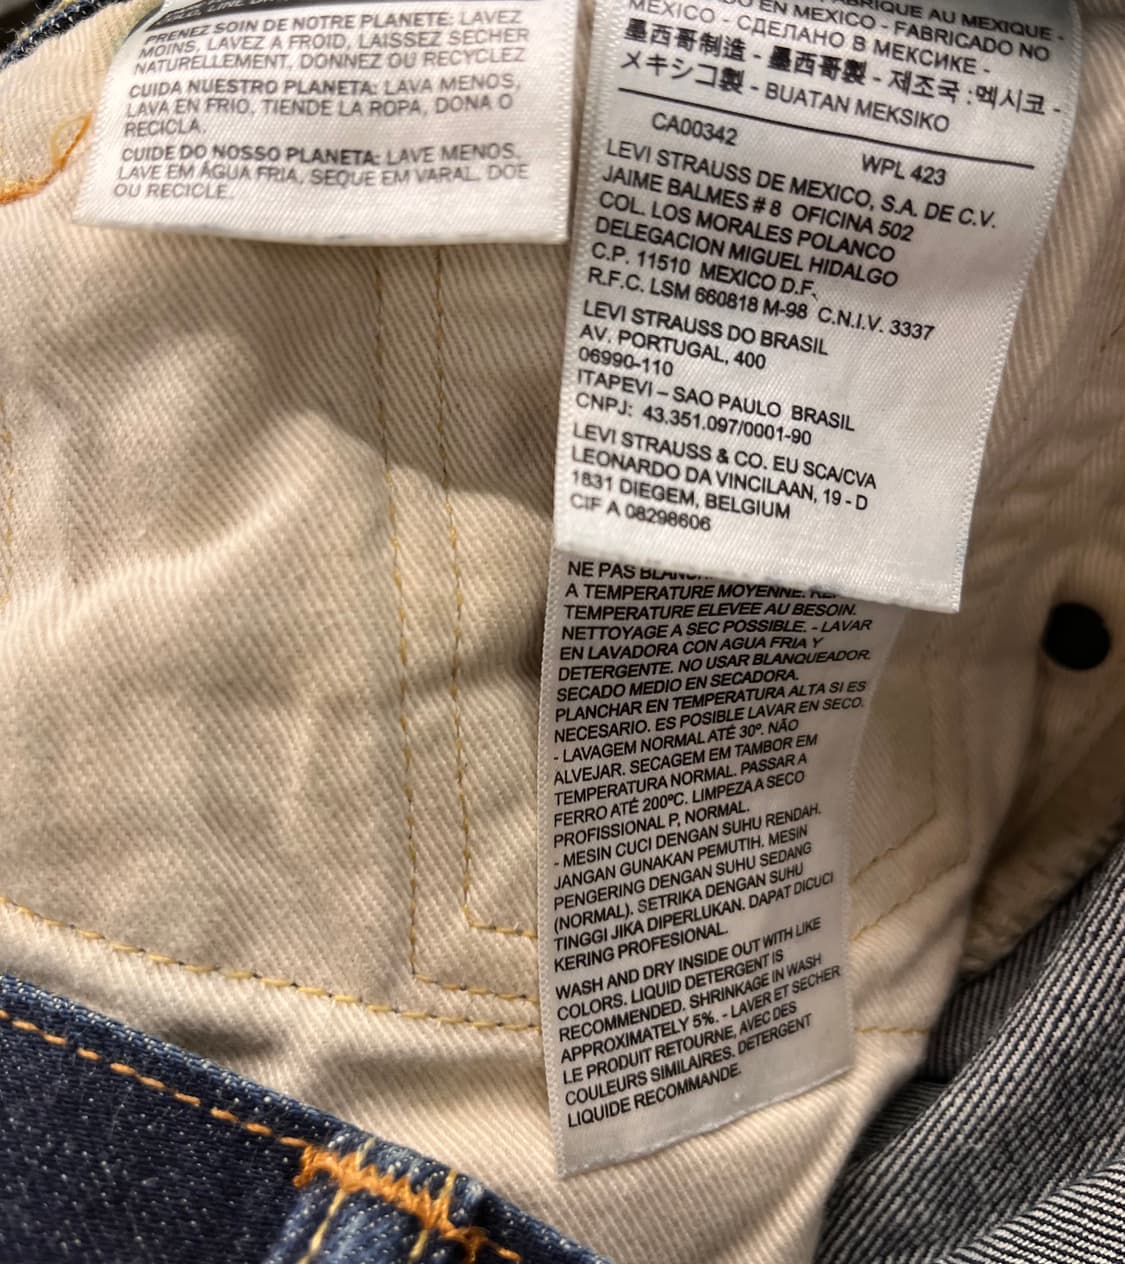 PRENEZ SOIN DE NOTRE PLANETE: LAVEZ
MOINS, LAVEZ A FROID, LAISSEZ SECHER
NATURELLEMENT, DONNEZ OU RECYCLEZ
CUIDA NUESTRO PLANETA: LAVA MENOS,
LAVA EN FRIO, TIENDE LA ROPA, DONA O
RECICLA.
CUIDE DO NOSSO PLANETA: LAVE MENOS,
LAVE EM ÁGUA FRIA, SEQUE EM VARAL, DOE
OU RECICLE.
EN MEXICO - FABRIQUE AU MEXIQUE -
MEXICO - СДЕЛАНО В МЕКСИКЕ - FABRICADO NO
墨西哥制造 - 墨西哥製 - 제조국 :멕시코 -
メキシコ製 - BUATAN MEKSIKO
CA00342 WPL 423
LEVI STRAUSS DE MEXICO, S.A. DE C.V.
JAIME BALMES # 8 OFICINA 502
COL. LOS MORALES POLANCO
DELEGACION MIGUEL HIDALGO
C.P. 11510 MEXICO D.F.
R.F.C. LSM 660818 M-98 C.N.I.V. 3337
LEVI STRAUSS DO BRASIL
AV. PORTUGAL, 400
06990-110
ITAPEVI – SAO PAULO BRASIL
CNPJ: 43.351.097/0001-90
LEVI STRAUSS & CO. EU SCA/CVA
LEONARDO DA VINCILAAN, 19 - D
1831 DIEGEM, BELGIUM
CIF A 08298606
NE PAS
A TEMPERATURE MOYENNE.
TEMPERATURE ELEVEE AU BESOIN.
NETTOYAGE A SEC POSSIBLE. - LAVAR
EN LAVADORA CON AGUA FRIA Y
DETERGENTE. NO USAR BLANQUEADOR.
SECADO MEDIO EN SECADORA.
PLANCHAR EN TEMPERATURA ALTA SI ES
NECESARIO. ES POSIBLE LAVAR EN SECO.
- LAVAGEM NORMAL ATÉ 30º. NÃO
ALVEJAR. SECAGEM EM TAMBOR EM
TEMPERATURA NORMAL. PASSAR A
FERRO ATÉ 200ºC. LIMPEZA A SECO
PROFISSIONAL P, NORMAL.
- MESIN CUCI DENGAN SUHU RENDAH.
JANGAN GUNAKAN PEMUTIH. MESIN
PENGERING DENGAN SUHU SEDANG
(NORMAL). SETRIKA DENGAN SUHU
TINGGI JIKA DIPERLUKAN. DAPAT DICUCI
KERING PROFESIONAL.
WASH AND DRY INSIDE OUT WITH LIKE
COLORS. LIQUID DETERGENT IS
RECOMMENDED. SHRINKAGE IN WASH
APPROXIMATELY 5%. - LAVER ET SECHER
LE PRODUIT RETOURNE, AVEC DES
COULEURS SIMILAIRES. DETERGENT
LIQUIDE RECOMMANDE.